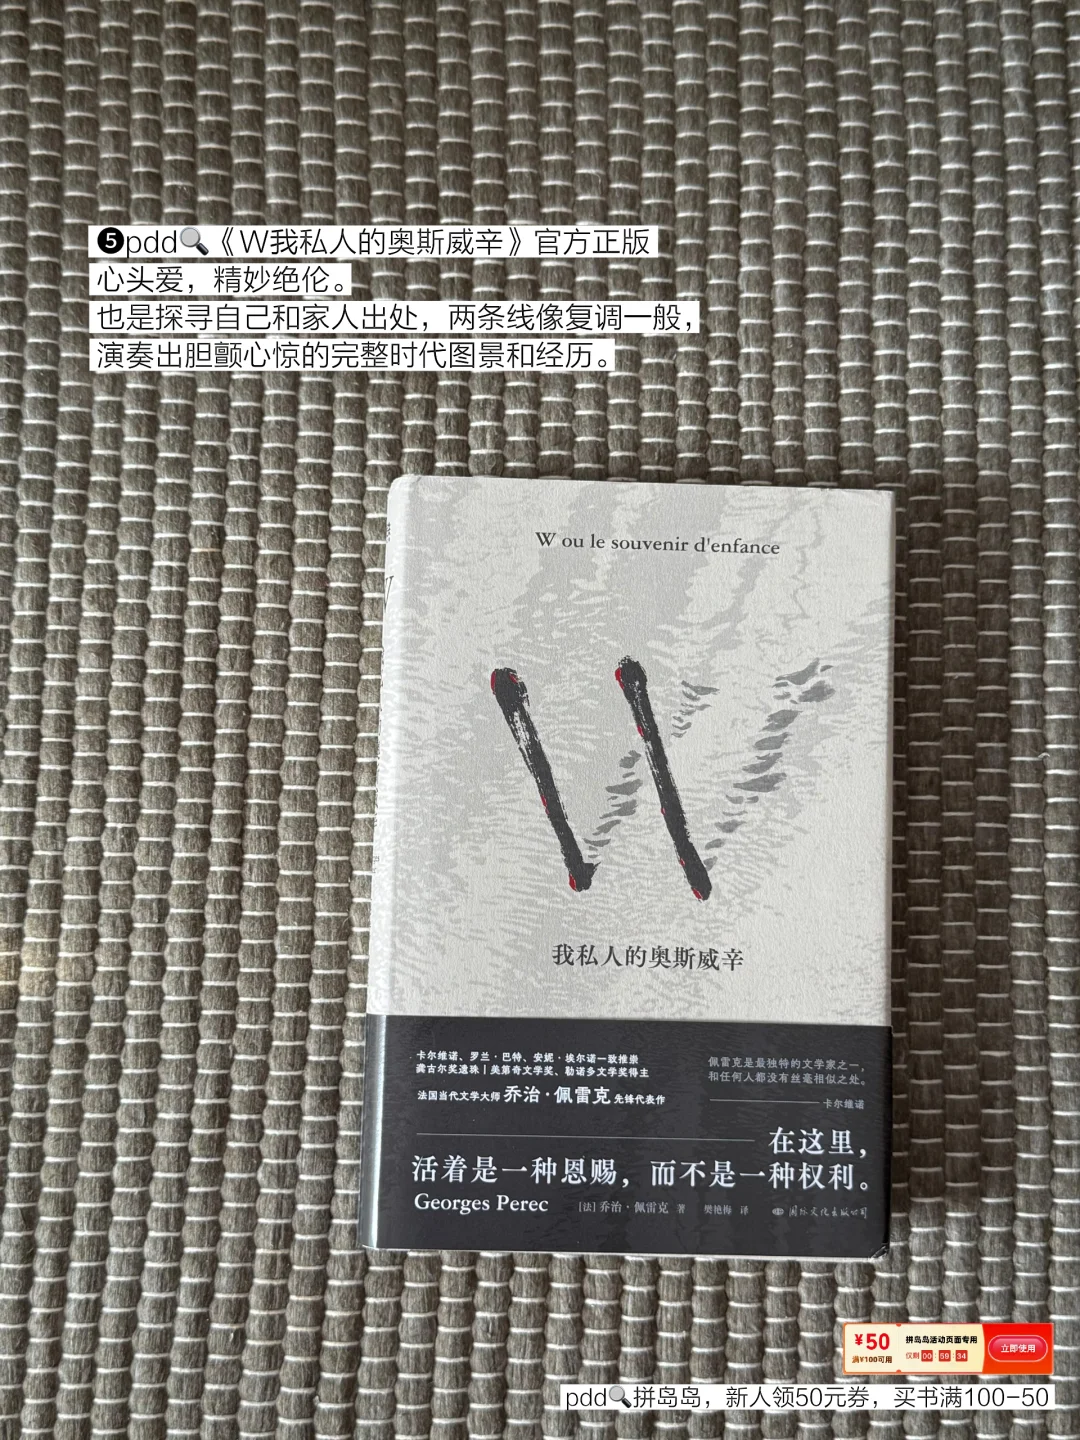 ❺pdd🔍《W我私人的奥斯威辛》官方正版
心头爱，精妙绝伦。
也是探寻自己和家人出处，两条线像复调一般，
演奏出胆颤心惊的完整时代图景和经历。
W ou le souvenir d'enfance
W
我私人的奥斯威辛
卡尔维诺、罗兰·巴特、安妮·埃尔诺一致推崇
龚古尔奖遗珠|美第奇文学奖、勒诺多文学奖得主
法国当代文学大师 乔治·佩雷克 先锋代表作
佩雷克是最独特的文学家之一，
和任何人都没有丝毫相似之处。
——卡尔维诺
在这里，
活着是一种恩赐，而不是一种权利。
Georges Perec [法]乔治·佩雷克 著 樊艳梅 译 国际文化出版公司
¥50
满¥100可用
拼岛岛活动页面专用
仅剩 00:59:34
立即使用
pdd🔍拼岛岛，新人领50元券，买书满100-50